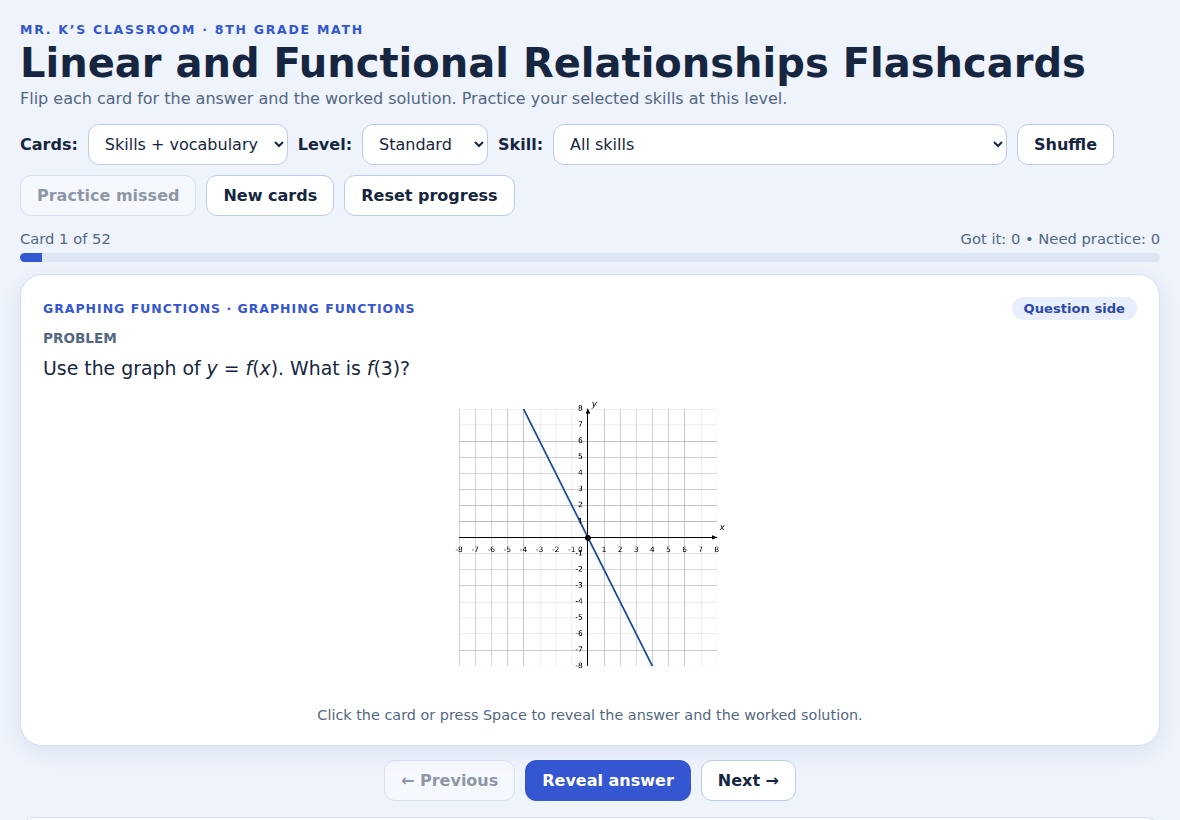 MR. K’S CLASSROOM · 8TH GRADE MATH
Linear and Functional Relationships Flashcards
Flip each card for the answer and the worked solution. Practice your selected skills at this level.
Cards: Skills + vocabulary Level: Standard Skill: All skills Shuffle
Practice missed New cards Reset progress
Card 1 of 52 Got it: 0 • Need practice: 0
GRAPHING FUNCTIONS · GRAPHING FUNCTIONS Question side
PROBLEM
Use the graph of y = f(x). What is f(3)?
y
8
7
6
5
4
3
2
1
x
-8 -7 -6 -5 -4 -3 -2 -1 0 1 2 3 4 5 6 7 8
-1
-2
-3
-4
-5
-6
-7
-8
Click the card or press Space to reveal the answer and the worked solution.
← Previous Reveal answer Next →